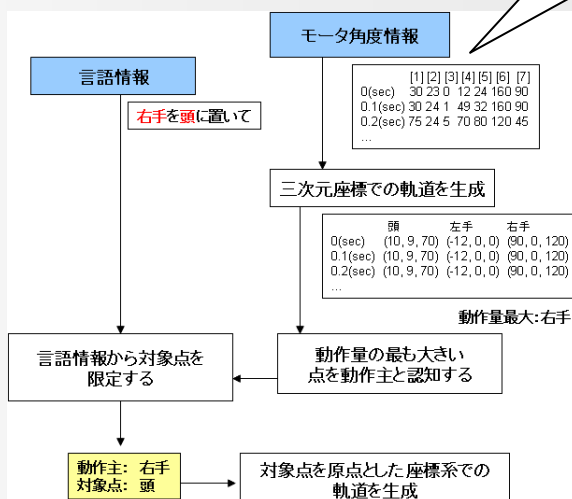 モータ角度情報
言語情報
右手を頭に置いて
[1] [2] [3] [4] [5] [6] [7]
0(sec) 30 23 0 12 24 160 90
0.1(sec) 30 24 1 49 32 160 90
0.2(sec) 75 24 5 70 80 120 45
...
三次元座標での軌道を生成
頭 左手 右手
0(sec) (10, 9, 70) (-12, 0, 0) (90, 0, 120)
0.1(sec) (10, 9, 70) (-12, 0, 0) (90, 0, 120)
0.2(sec) (10, 9, 70) (-12, 0, 0) (90, 0, 120)
...
動作量最大:右手
言語情報から対象点を
限定する
動作量の最も大きい
点を動作主と認知する
動作主: 右手
対象点: 頭
対象点を原点とした座標系での
軌道を生成